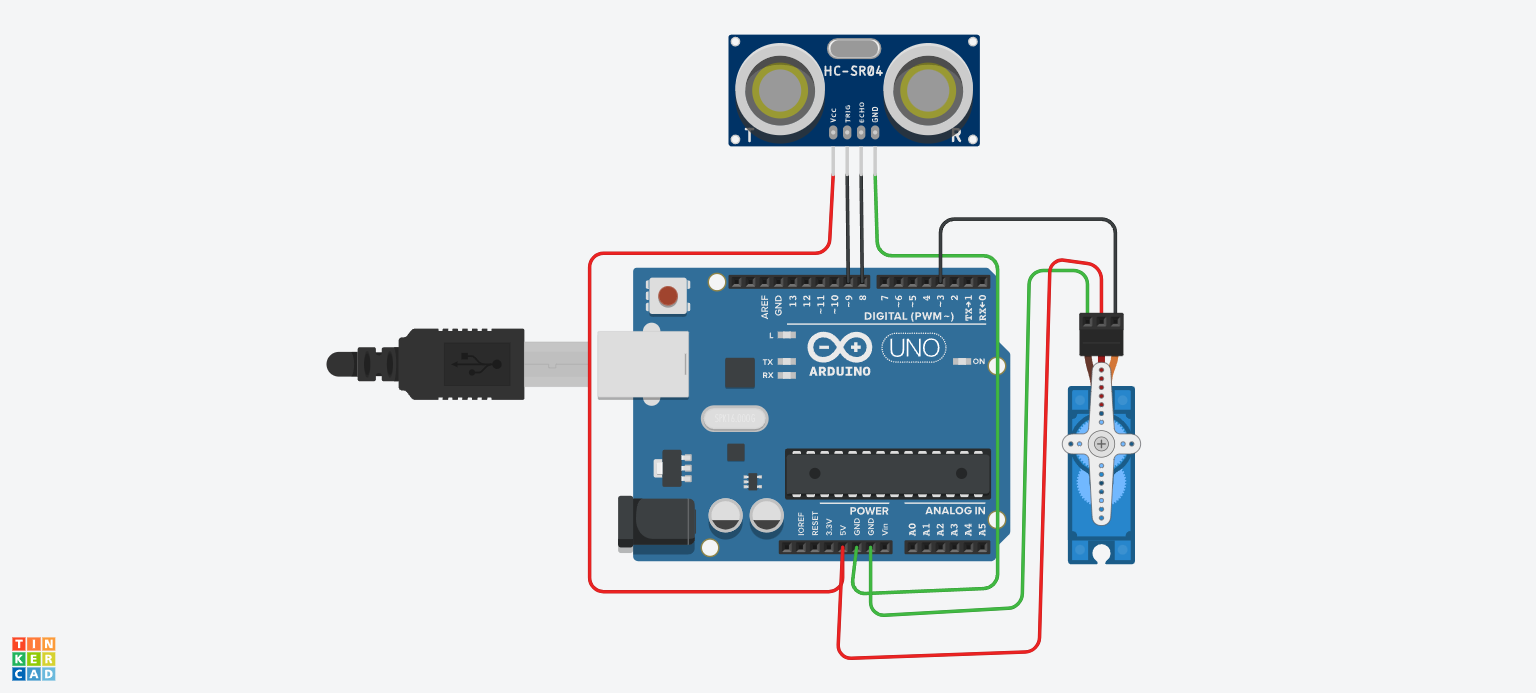 HC-SR04
VCC
TRIG
ECHO
GND
T
R
AREF
GND
13
12
~11
~10
~9
8
7
~6
~5
4
~3
2
TX→1
RX←0
DIGITAL (PWM~)
L
TX
RX
ARDUINO
UNO
ON
POWER
ANALOG IN
IOREF
RESET
3.3V
5V
GND
GND
Vin
A0
A1
A2
A3
A4
A5
TIN
KER
CAD